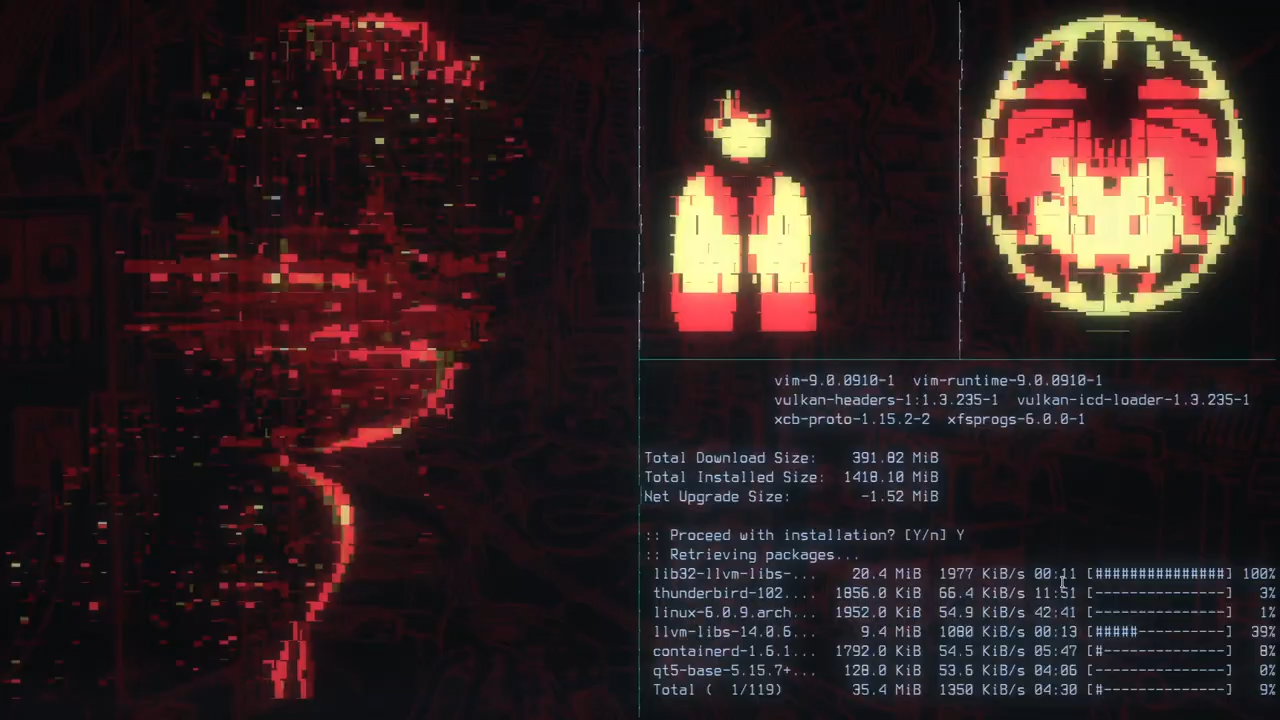 vim-9.0.0910-1  vim-runtime-9.0.0910-1
vulkan-headers-1:1.3.235-1  vulkan-icd-loader-1.3.235-1
xcb-proto-1.15.2-2  xfsprogs-6.0.0-1
Total Download Size:    391.82 MiB
Total Installed Size:  1418.10 MiB
Net Upgrade Size:        -1.52 MiB
:: Proceed with installation? [Y/n] Y
:: Retrieving packages...
lib32-llvm-libs-...    20.4 MiB  1977 KiB/s 00:11 [###############] 100%
thunderbird-102....  1856.0 KiB  66.4 KiB/s 11:51 [---------------]   3%
linux-6.0.9.arch...  1952.0 KiB  54.9 KiB/s 42:41 [---------------]   1%
llvm-libs-14.0.6...     9.4 MiB  1080 KiB/s 00:13 [#####----------]  39%
containerd-1.6.1...  1792.0 KiB  54.5 KiB/s 05:47 [#--------------]   8%
qt5-base-5.15.7+...   128.0 KiB  53.6 KiB/s 04:06 [---------------]   0%
Total (  1/119)        35.4 MiB  1350 KiB/s 04:30 [#--------------]   9%